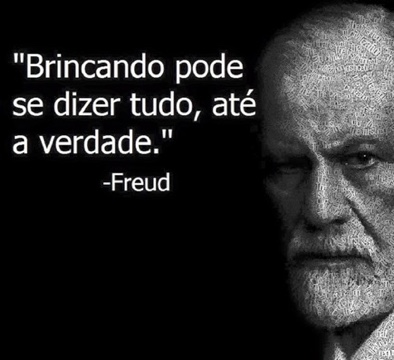 "Brincando pode
se dizer tudo, até
a verdade."
-Freud